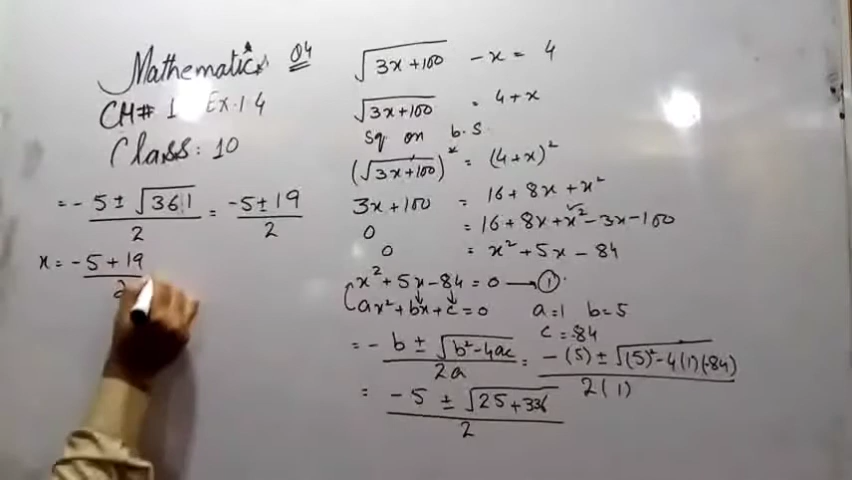 Mathematics 04
CH# 1 Ex.1.4
Class: 10
= - 5 ± √361 / 2 = -5 ± 19 / 2
x = -5 + 19 / 2
√3x+100 - x = 4
√3x+100 = 4+x
Sq on b.s
(√3x+100)² = (4+x)²
3x+100 = 16+8x+x²
0 = 16+8x+x²-3x-100
0 = x²+5x-84
x²+5x-84=0 → ①
ax²+bx+c=0 a=1 b=5
c=-84
= - b ± √b²-4ac / 2a = -(5) ± √(5)²-4(1)(-84) / 2(1)
= -5 ± √25+336 / 2